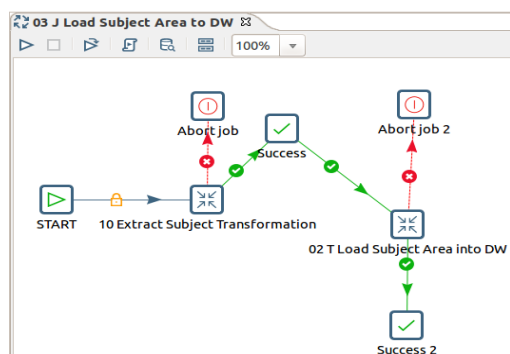 03 J Load Subject Area to DW
100%
Abort job
Abort job 2
Success
START
10 Extract Subject Transformation
02 T Load Subject Area into DW
Success 2